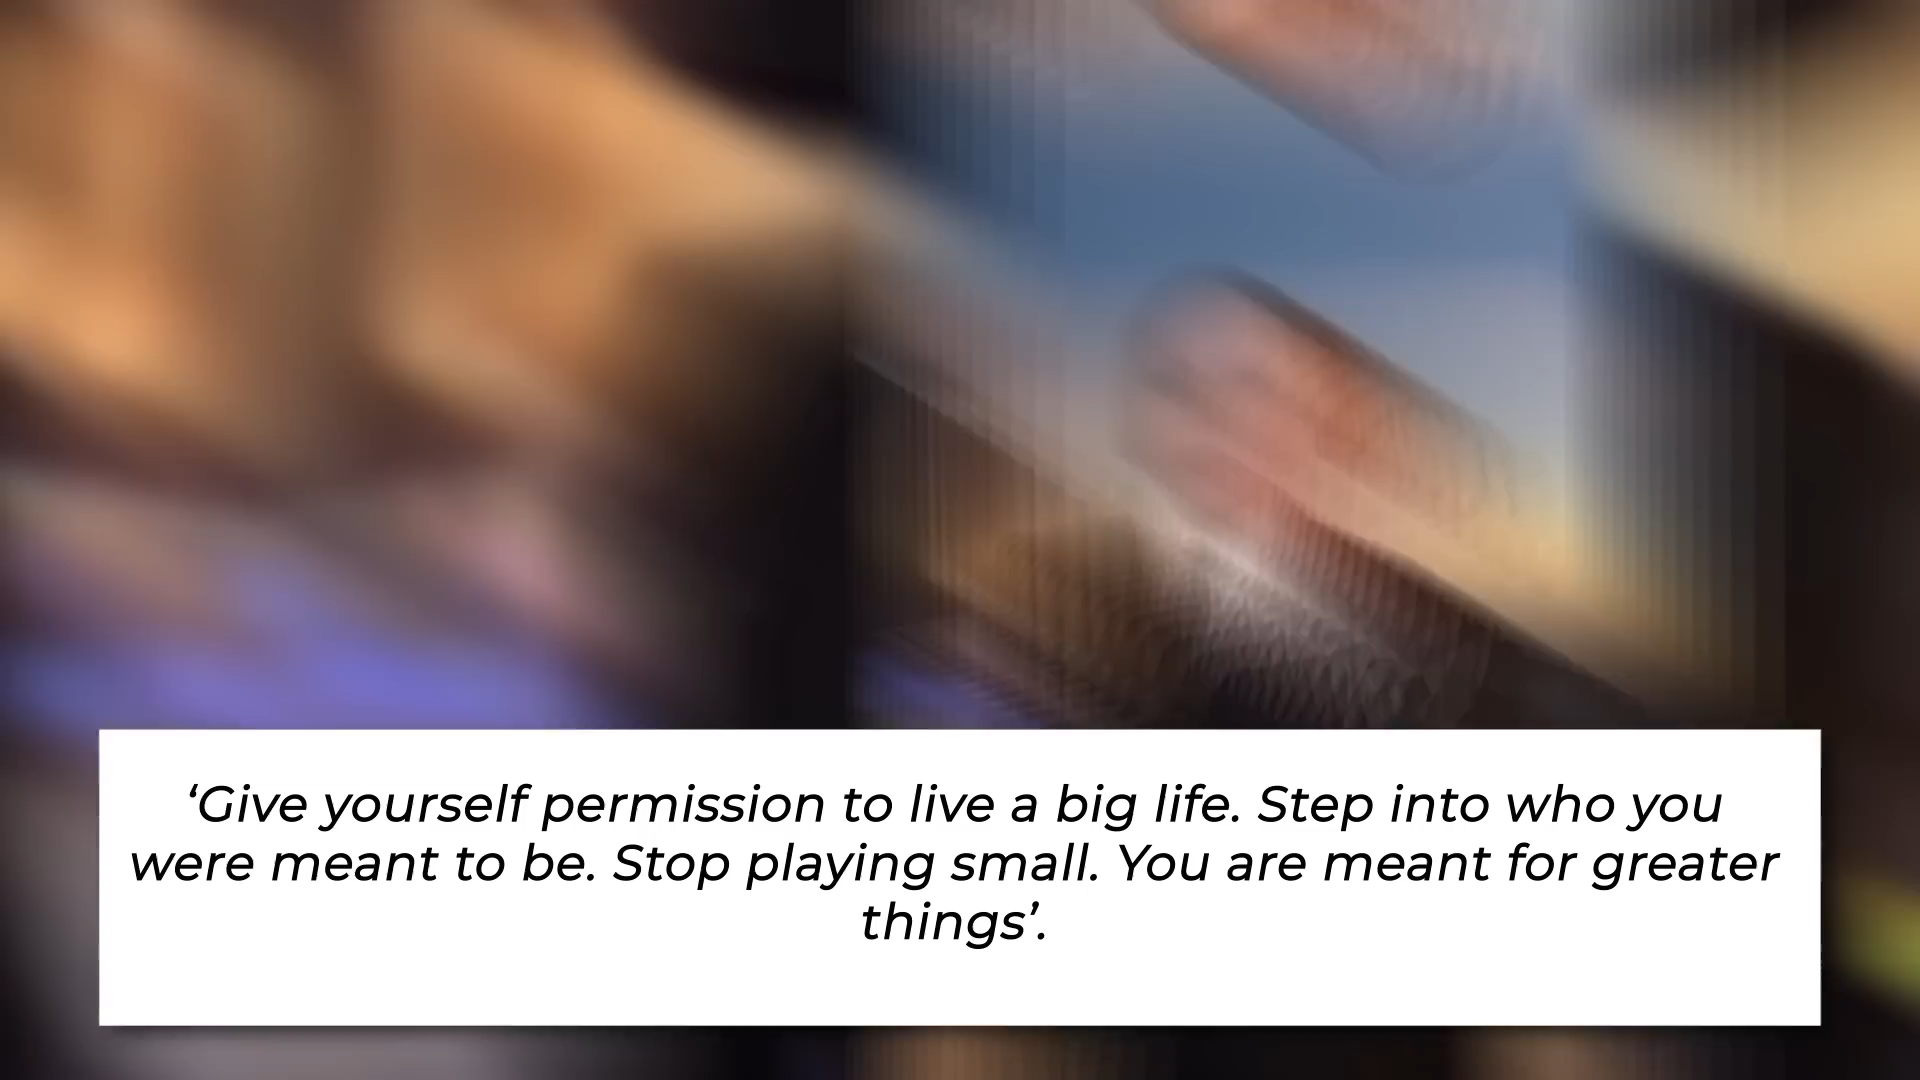 ‘Give yourself permission to live a big life. Step into who you
were meant to be. Stop playing small. You are meant for greater
things’.